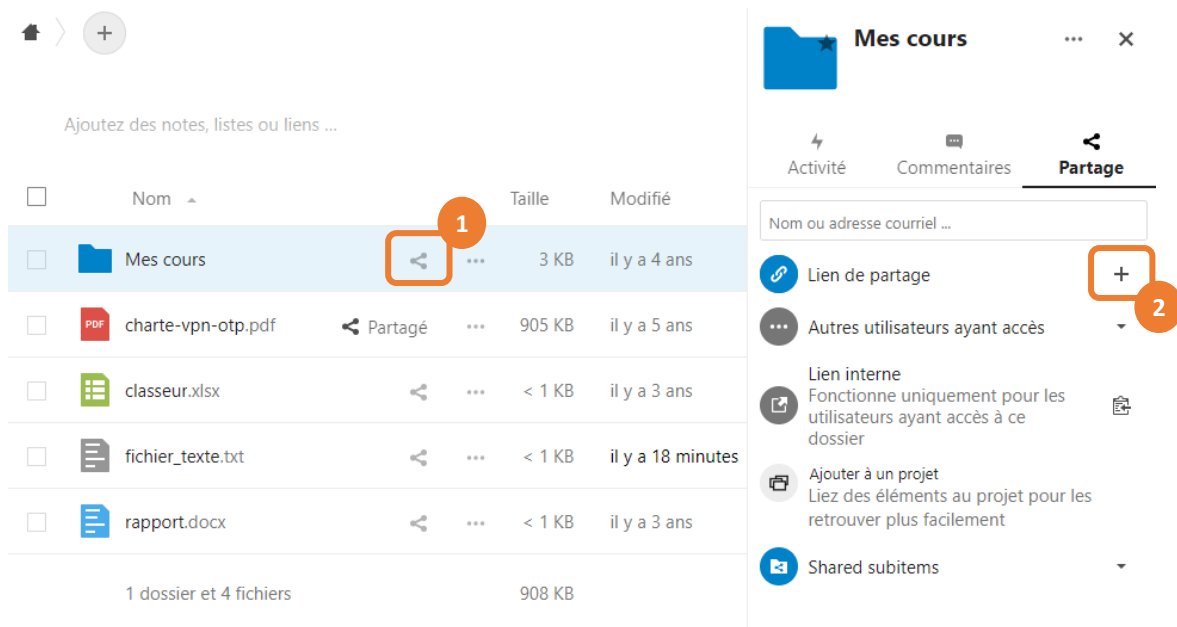 +
Ajoutez des notes, listes ou liens ...
Nom Taille Modifié
1
Mes cours ... 3 KB il y a 4 ans
PDF charte-vpn-otp.pdf Partagé ... 905 KB il y a 5 ans
classeur.xlsx ... < 1 KB il y a 3 ans
fichier_texte.txt ... < 1 KB il y a 18 minutes
rapport.docx ... < 1 KB il y a 3 ans
1 dossier et 4 fichiers 908 KB
Mes cours ... ×
Activité Commentaires Partage
Nom ou adresse courriel ...
Lien de partage +
2
Autres utilisateurs ayant accès
Lien interne
Fonctionne uniquement pour les
utilisateurs ayant accès à ce
dossier
Ajouter à un projet
Liez des éléments au projet pour les
retrouver plus facilement
Shared subitems